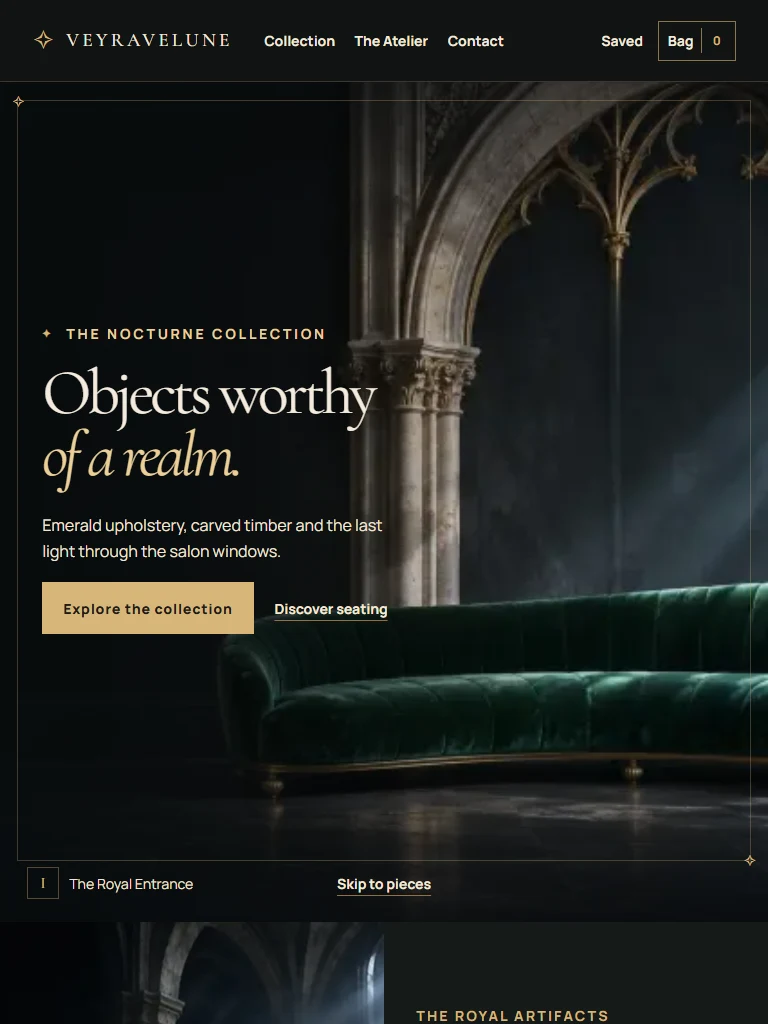 VEYRAVELUNE
Collection
The Atelier
Contact
Saved
Bag 0
THE NOCTURNE COLLECTION
Objects worthy
of a realm.
Emerald upholstery, carved timber and the last
light through the salon windows.
Explore the collection
Discover seating
I
The Royal Entrance
Skip to pieces
THE ROYAL ARTIFACTS